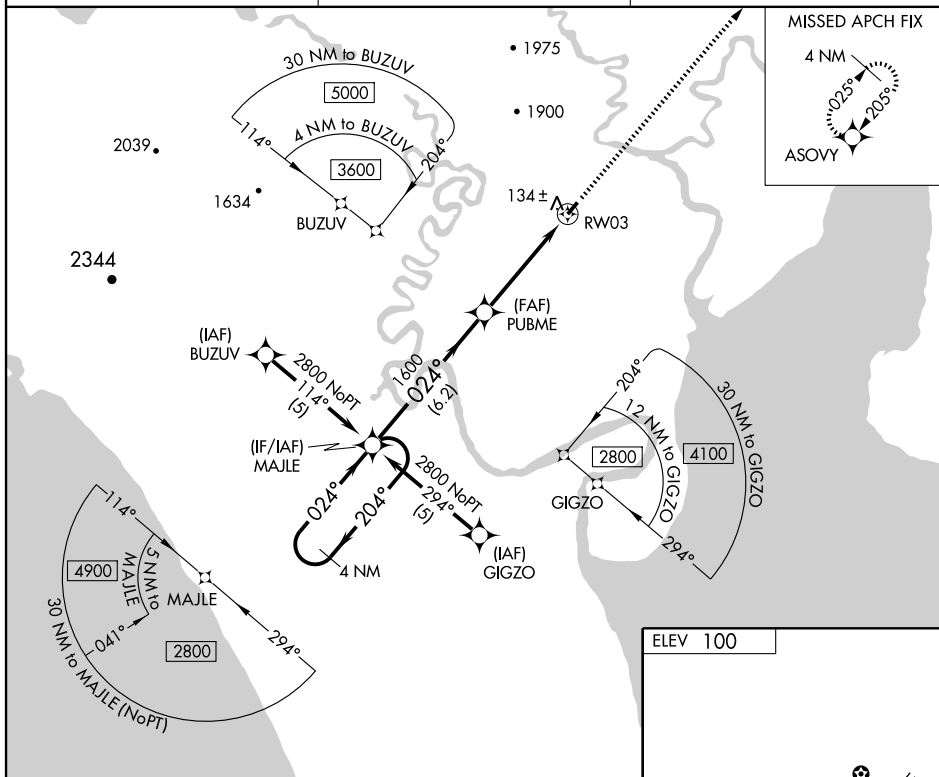 MISSED APCH FIX
4 NM
025°
205°
ASOVY
1975
1900
2039
1634
2344
30 NM to BUZUV
5000
4 NM to BUZUV
3600
114°
204°
BUZUV
134 ±
RW03
(FAF)
PUBME
(IAF)
BUZUV
2800 NoPT
114°
(5)
1600
024°
(6.2)
(IF/IAF)
MAJLE
024°
204°
4 NM
2800 NoPT
294°
(5)
(IAF)
GIGZO
204°
12 NM to GIGZO
30 NM to GIGZO
2800
4100
GIGZO
294°
114°
4900
5 NM to
MAJLE
MAJLE
041°
2800
294°
30 NM to MAJLE (NoPT)
ELEV 100